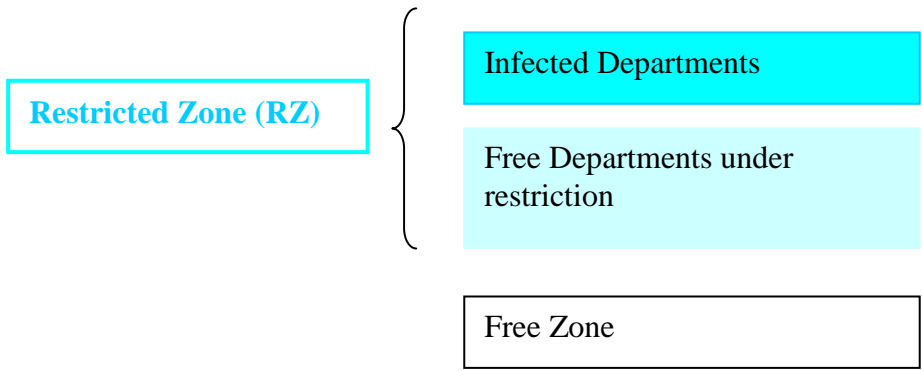 Restricted Zone (RZ)
Infected Departments
Free Departments under
restriction
Free Zone